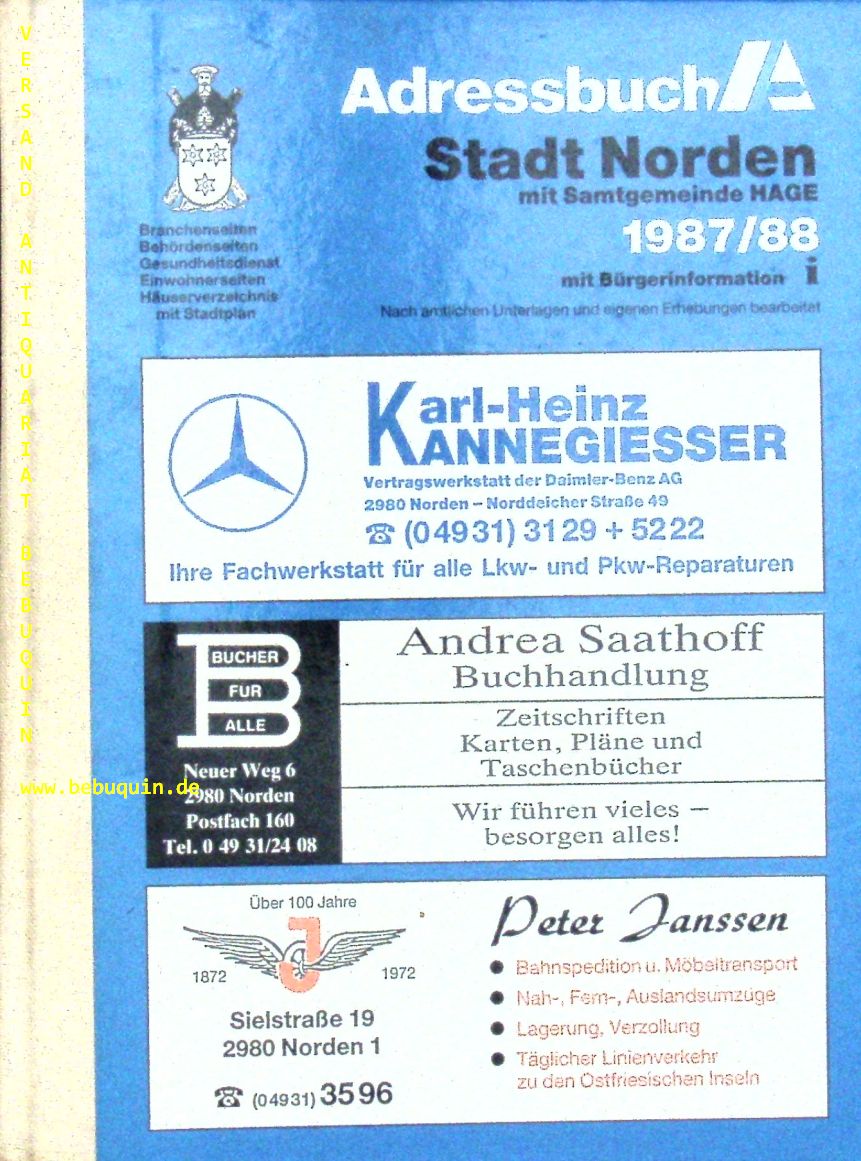 VERSAND ANTIQUARIAT BEBUQUIN
www.bebuquin.de
Adressbuch A
Stadt Norden
mit Samtgemeinde HAGE
1987/88
mit Bürgerinformation i
Nach amtlichen Unterlagen und eigenen Erhebungen bearbeitet
Branchenseiten
Behördenseiten
Gesundheitsdienst
Einwohnerseiten
Häuserverzeichnis
mit Stadtplan
Karl-Heinz
KANNEGIESSER
Vertragswerkstatt der Daimler-Benz AG
2980 Norden – Norddeicher Straße 49
☎ (04931) 3129 + 5222
Ihre Fachwerkstatt für alle Lkw- und Pkw-Reparaturen
B
BÜCHER
FÜR
ALLE
Neuer Weg 6
2980 Norden
Postfach 160
Tel. 0 49 31/24 08
Andrea Saathoff
Buchhandlung
Zeitschriften
Karten, Pläne und
Taschenbücher
Wir führen vieles –
besorgen alles!
Über 100 Jahre
J
1872 1972
Sielstraße 19
2980 Norden 1
☎ (04931) 3596
Peter Janssen
● Bahnspedition u. Möbeltransport
● Nah-, Fern-, Auslandsumzüge
● Lagerung, Verzollung
● Täglicher Linienverkehr
zu den Ostfriesischen Inseln